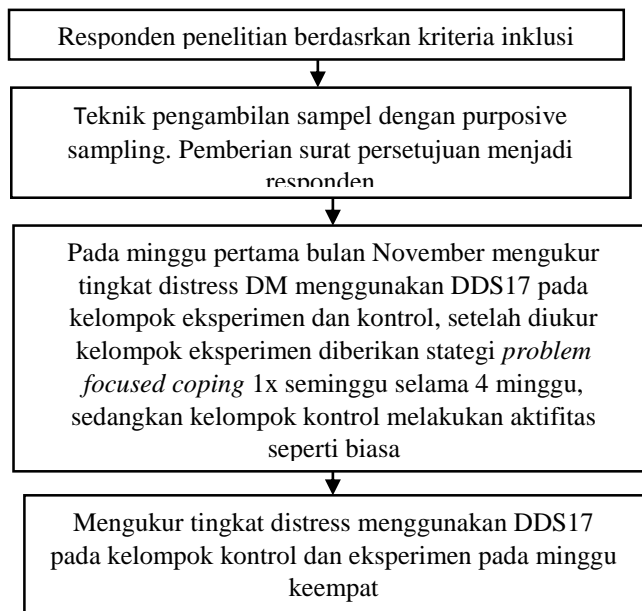 Responden penelitian berdasrkan kriteria inklusi
Teknik pengambilan sampel dengan purposive
sampling. Pemberian surat persetujuan menjadi
responden
Pada minggu pertama bulan November mengukur
tingkat distress DM menggunakan DDS17 pada
kelompok eksperimen dan kontrol, setelah diukur
kelompok eksperimen diberikan stategi problem
focused coping 1x seminggu selama 4 minggu,
sedangkan kelompok kontrol melakukan aktifitas
seperti biasa
Mengukur tingkat distress menggunakan DDS17
pada kelompok kontrol dan eksperimen pada minggu
keempat